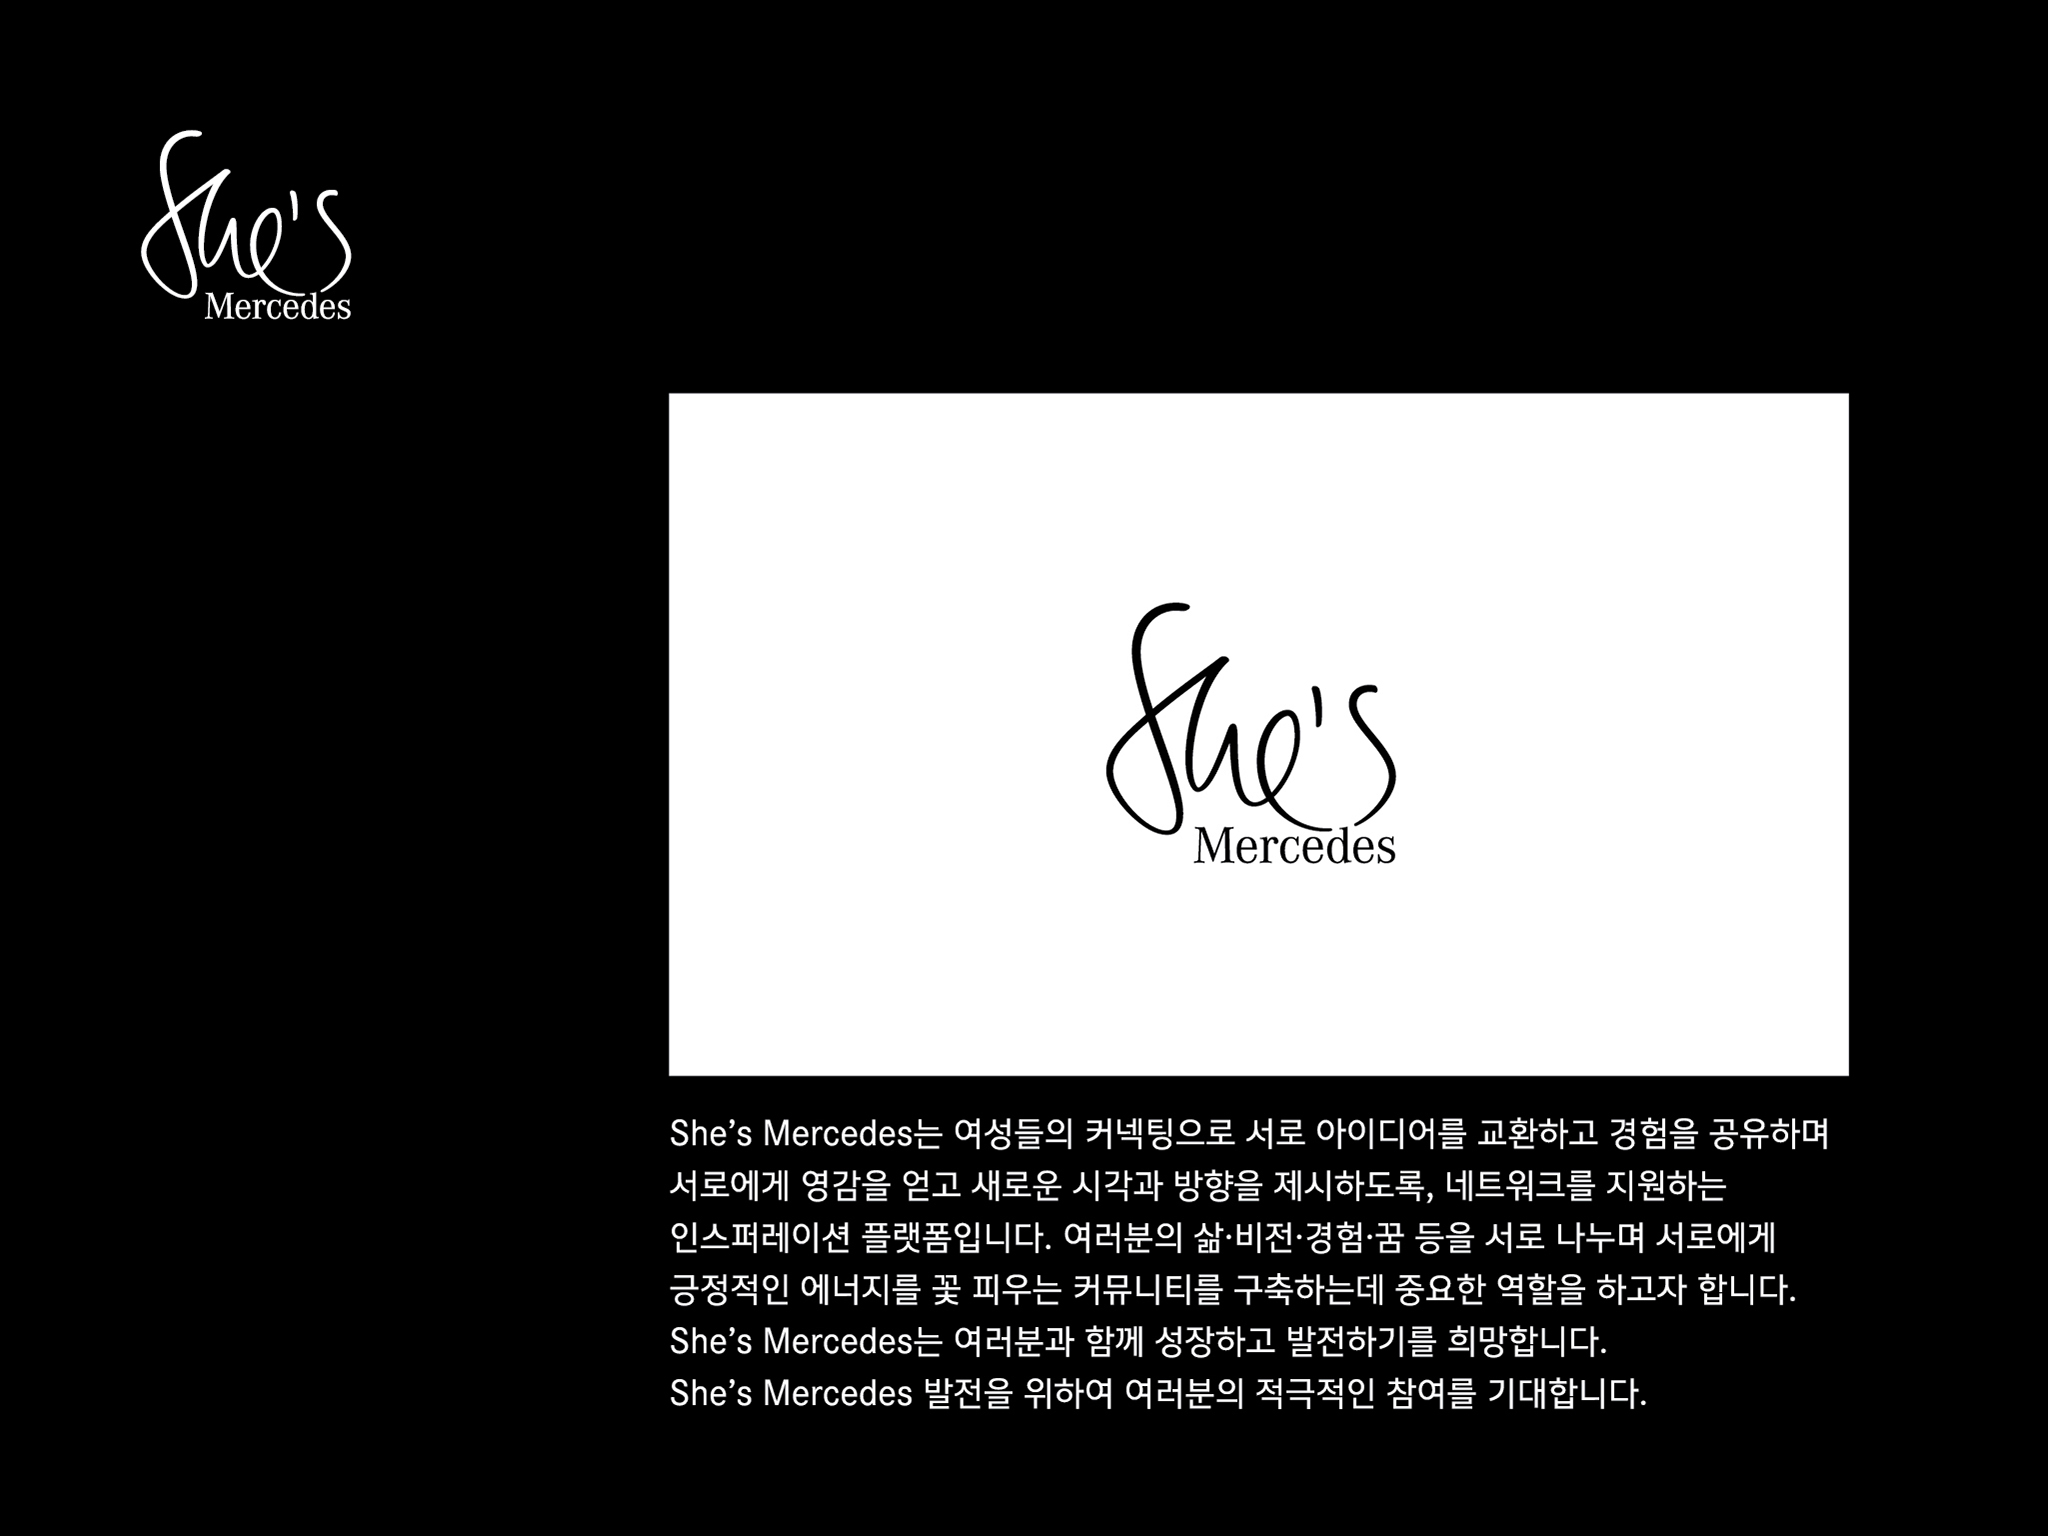 She's
Mercedes
She's
Mercedes
She’s Mercedes는 여성들의 커넥팅으로 서로 아이디어를 교환하고 경험을 공유하며
서로에게 영감을 얻고 새로운 시각과 방향을 제시하도록, 네트워크를 지원하는
인스퍼레이션 플랫폼입니다. 여러분의 삶·비전·경험·꿈 등을 서로 나누며 서로에게
긍정적인 에너지를 꽃 피우는 커뮤니티를 구축하는데 중요한 역할을 하고자 합니다.
She’s Mercedes는 여러분과 함께 성장하고 발전하기를 희망합니다.
She’s Mercedes 발전을 위하여 여러분의 적극적인 참여를 기대합니다.